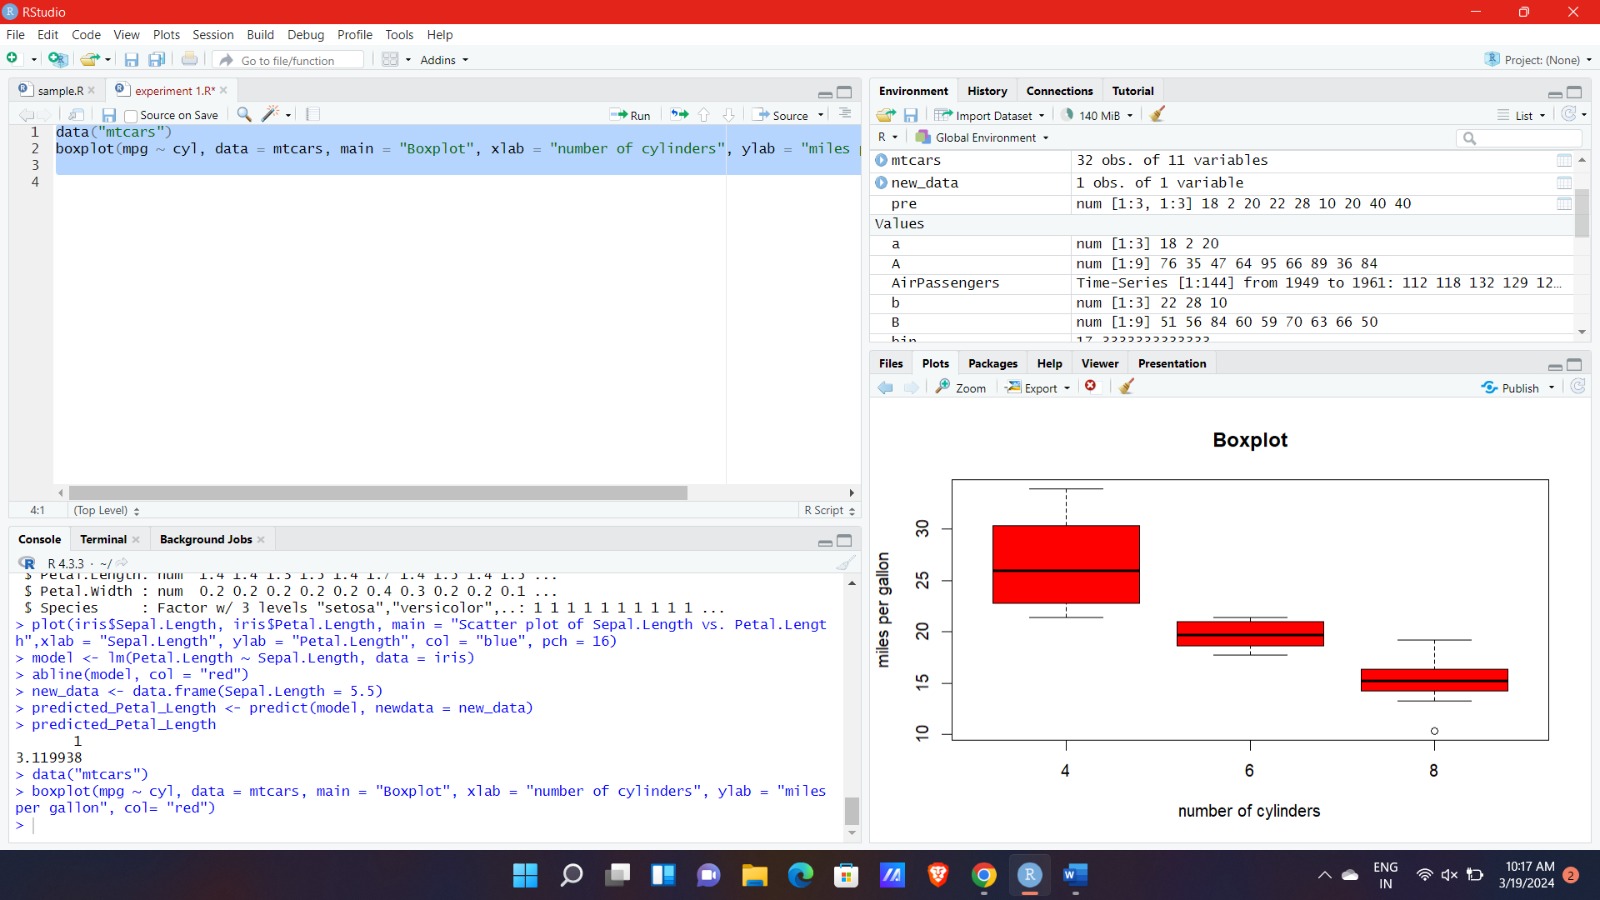 RStudio
File Edit Code View Plots Session Build Debug Profile Tools Help
Go to file/function Addins Project: (None)
sample.R experiment 1.R*
Source on Save Run Source
1 data("mtcars")
2 boxplot(mpg ~ cyl, data = mtcars, main = "Boxplot", xlab = "number of cylinders", ylab = "miles
3
4
4:1 (Top Level) R Script
Console Terminal Background Jobs
R 4.3.3 · ~/
$ Petal.Length: num 1.4 1.4 1.3 1.5 1.4 1.7 1.4 1.5 1.4 1.5 ...
$ Petal.Width : num 0.2 0.2 0.2 0.2 0.2 0.4 0.3 0.2 0.2 0.1 ...
$ Species : Factor w/ 3 levels "setosa","versicolor",..: 1 1 1 1 1 1 1 1 1 1 ...
> plot(iris$Sepal.Length, iris$Petal.Length, main = "Scatter plot of Sepal.Length vs. Petal.Lengt
h",xlab = "Sepal.Length", ylab = "Petal.Length", col = "blue", pch = 16)
> model <- lm(Petal.Length ~ Sepal.Length, data = iris)
> abline(model, col = "red")
> new_data <- data.frame(Sepal.Length = 5.5)
> predicted_Petal_Length <- predict(model, newdata = new_data)
> predicted_Petal_Length
1
3.119938
> data("mtcars")
> boxplot(mpg ~ cyl, data = mtcars, main = "Boxplot", xlab = "number of cylinders", ylab = "miles
per gallon", col= "red")
>
Environment History Connections Tutorial
Import Dataset 140 MiB List
R Global Environment
mtcars 32 obs. of 11 variables
new_data 1 obs. of 1 variable
pre num [1:3, 1:3] 18 2 20 22 28 10 20 40 40
Values
a num [1:3] 18 2 20
A num [1:9] 76 35 47 64 95 66 89 36 84
AirPassengers Time-Series [1:144] from 1949 to 1961: 112 118 132 129 12...
b num [1:3] 22 28 10
B num [1:9] 51 56 84 60 59 70 63 66 50
Files Plots Packages Help Viewer Presentation
Zoom Export Publish
Boxplot
miles per gallon
30
25
20
15
10
4 6 8
number of cylinders
ENG
IN
10:17 AM
3/19/2024
2